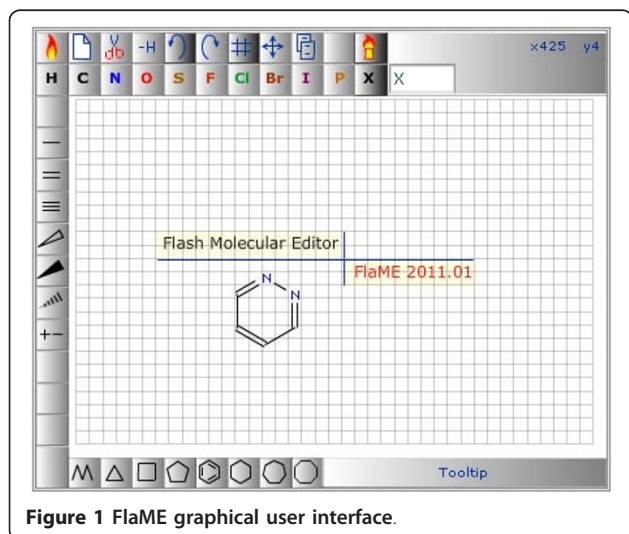 -H
x425 y4
H C N O S F Cl Br I P X X
Flash Molecular Editor
FlaME 2011.01
N
N
+−
Tooltip
Figure 1 FlaME graphical user interface.